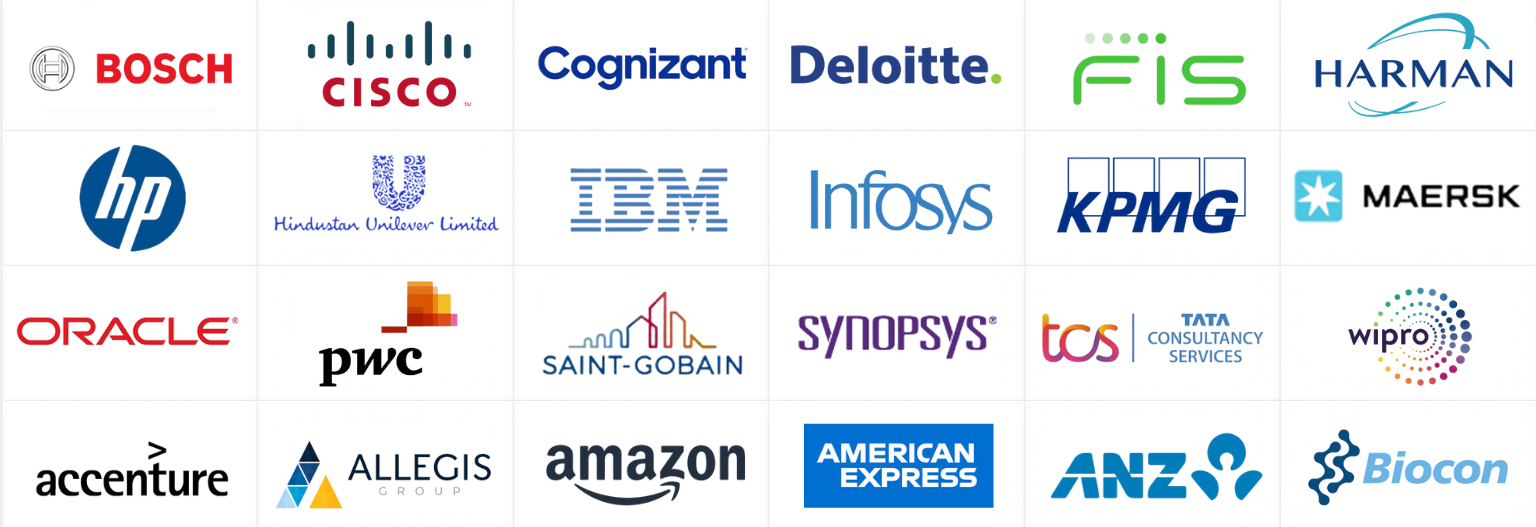 BOSCH
CISCO™
Cognizant
Deloitte.
FIS
HARMAN
hp
Hindustan Unilever Limited
IBM
Infosys
KPMG
MAERSK
ORACLE®
pwc
SAINT-GOBAIN
SYNOPSYS®
tcs
TATA
CONSULTANCY
SERVICES
wipro
accenture
ALLEGIS
GROUP
amazon
AMERICAN
EXPRESS
ANZ
Biocon